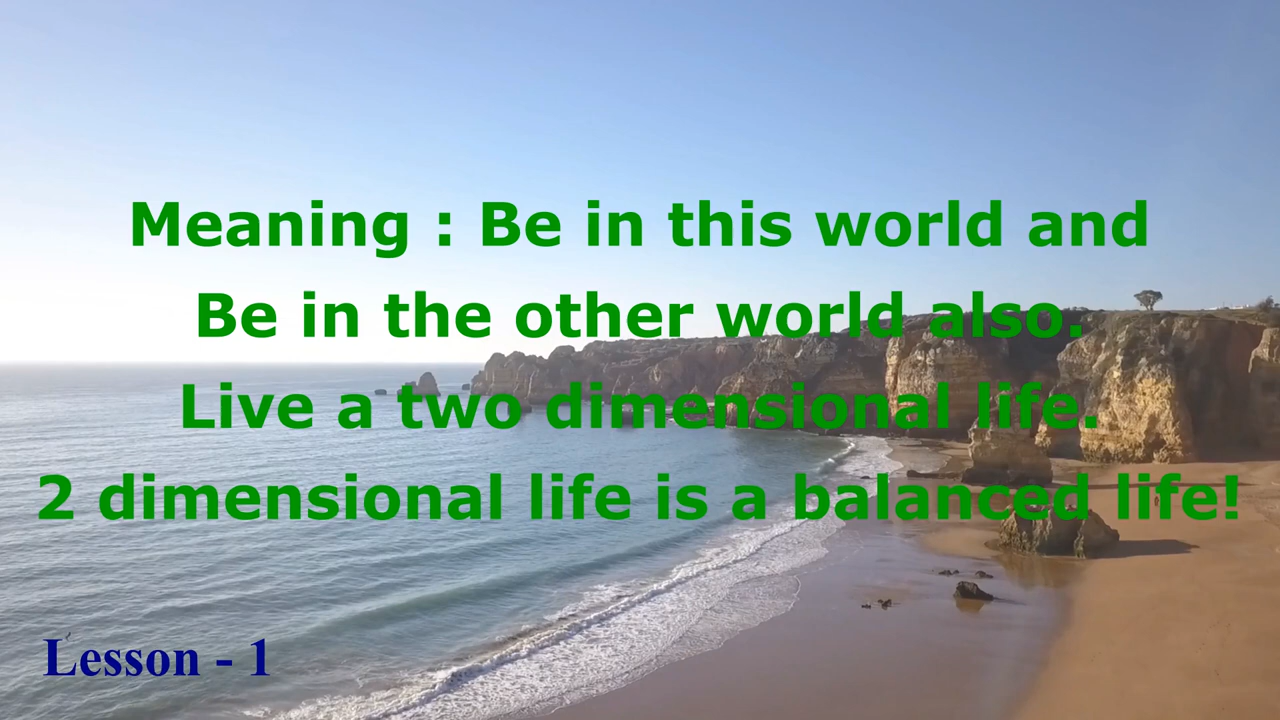 Meaning : Be in this world and
Be in the other world also.
Live a two dimensional life.
2 dimensional life is a balanced life!
Lesson - 1